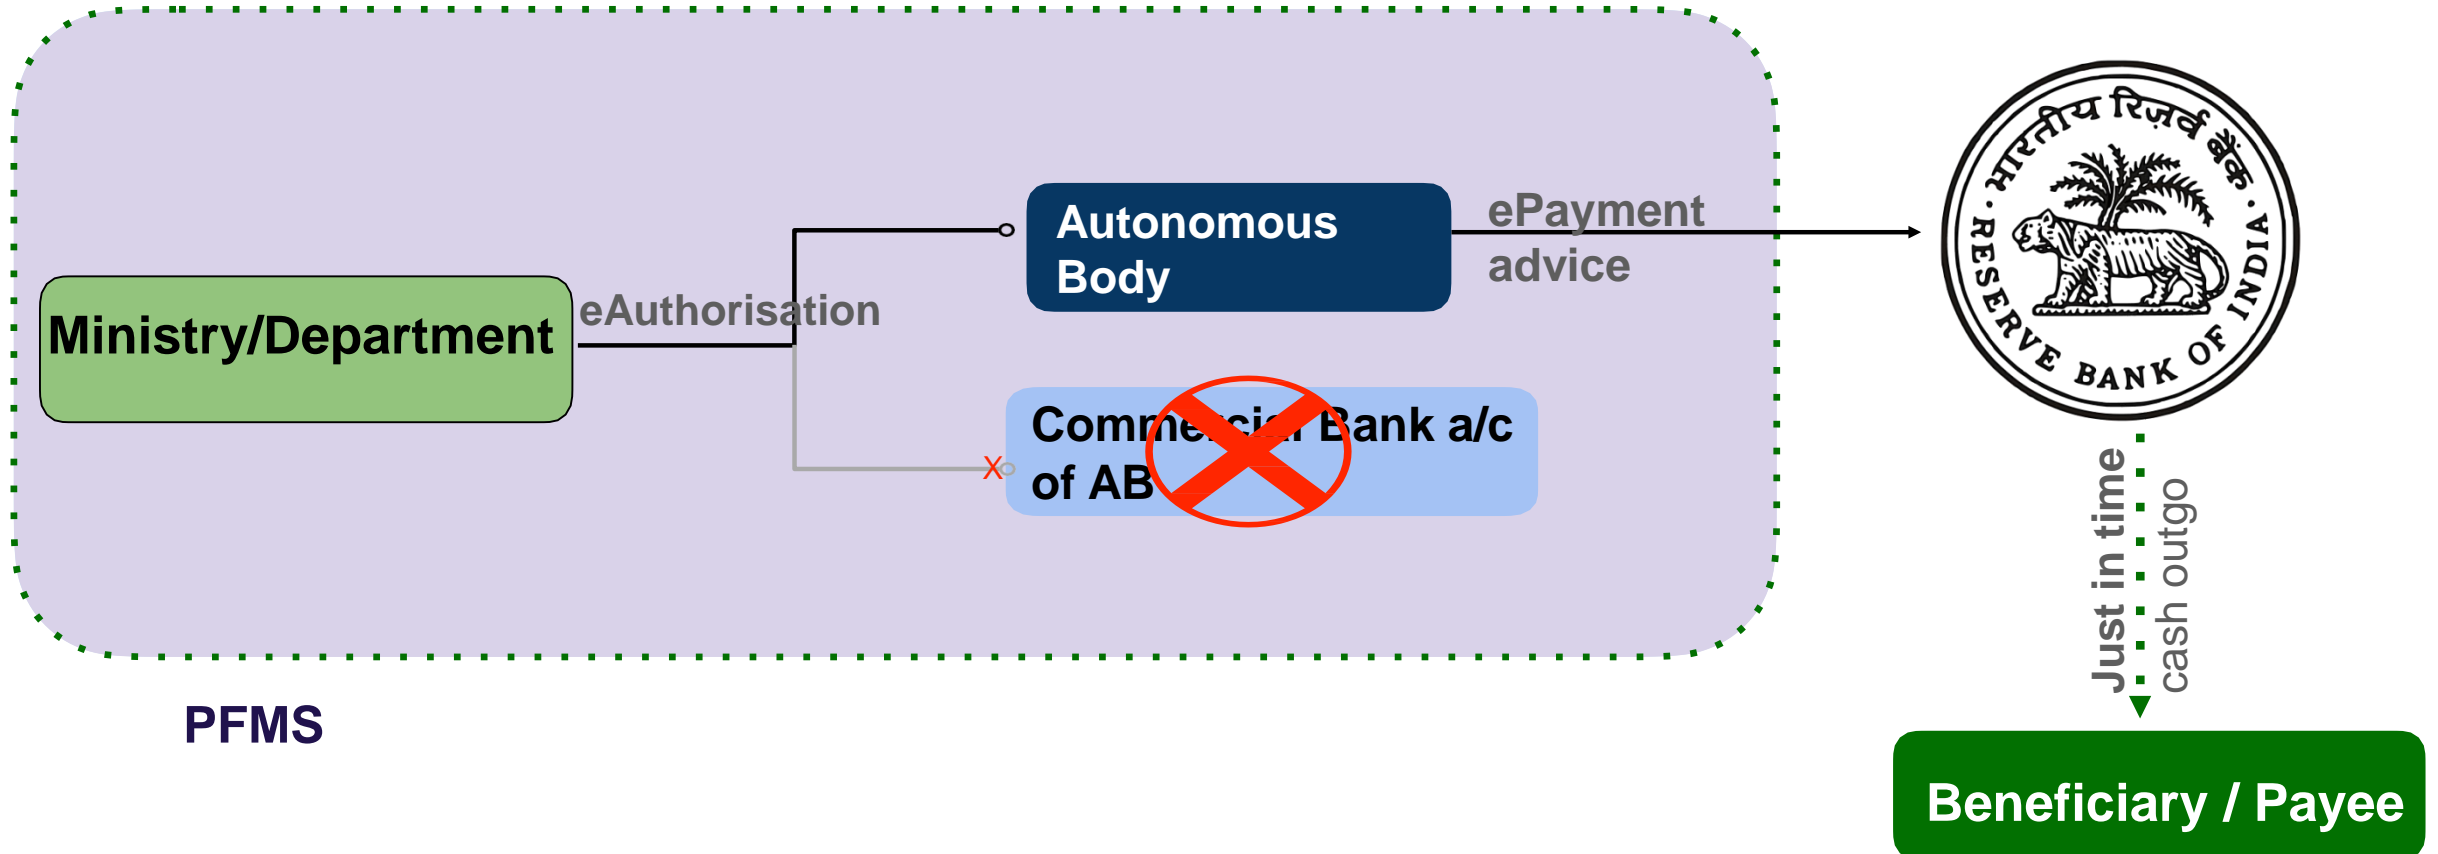 Autonomous
Body
ePayment
advice
eAuthorisation
Ministry/Department
Commercial Bank a/c
of AB
X
PFMS
भारतीय रिज़र्व बैंक
RESERVE BANK OF INDIA
Just in time
cash outgo
Beneficiary / Payee